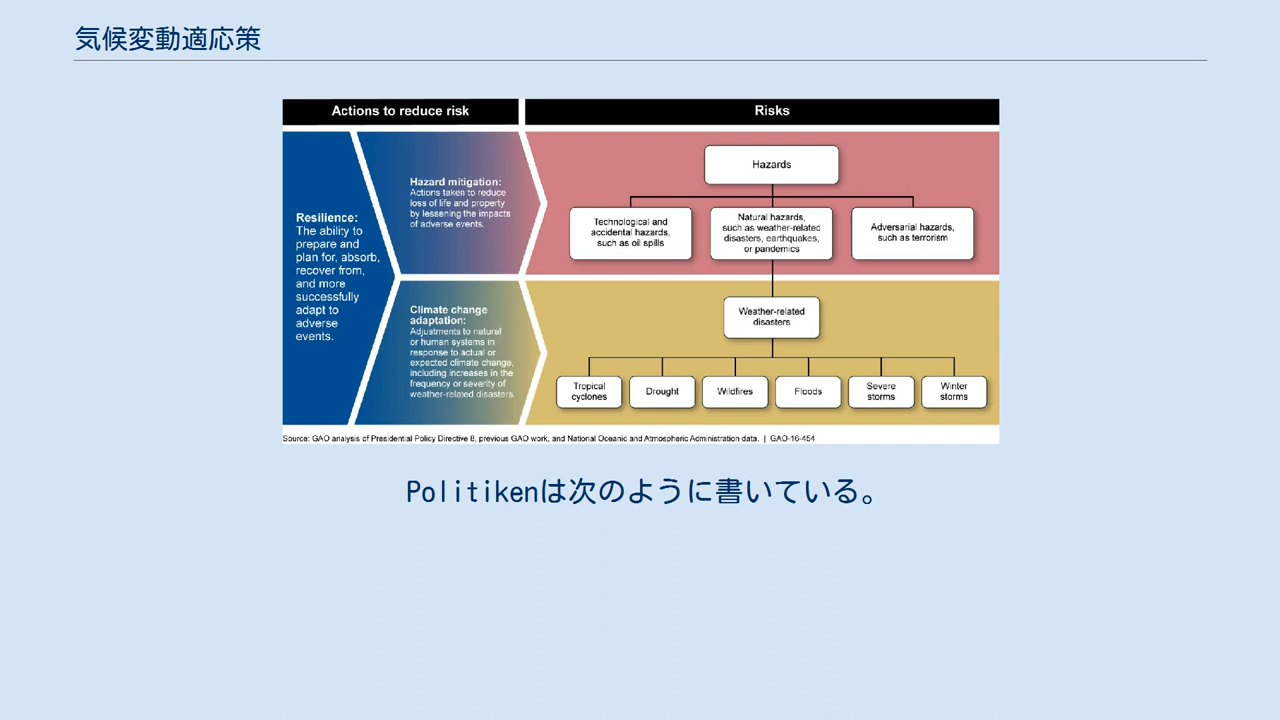 気候変動適応策
Actions to reduce risk
Risks
Resilience:
The ability to
prepare and
plan for, absorb,
recover from,
and more
successfully
adapt to
adverse
events.
Hazard mitigation:
Actions taken to reduce
loss of life and property
by lessening the impacts
of adverse events.
Climate change
adaptation:
Adjustments to natural
or human systems in
response to actual or
expected climate change,
including increases in the
frequency or severity of
weather-related disasters.
Hazards
Technological and
accidental hazards,
such as oil spills
Natural hazards,
such as weather-related
disasters, earthquakes,
or pandemics
Adversarial hazards,
such as terrorism
Weather-related
disasters
Tropical
cyclones
Drought
Wildfires
Floods
Severe
storms
Winter
storms
Source: GAO analysis of Presidential Policy Directive 8, previous GAO work, and National Oceanic and Atmospheric Administration data. | GAO-16-454
Politikenは次のように書いている。